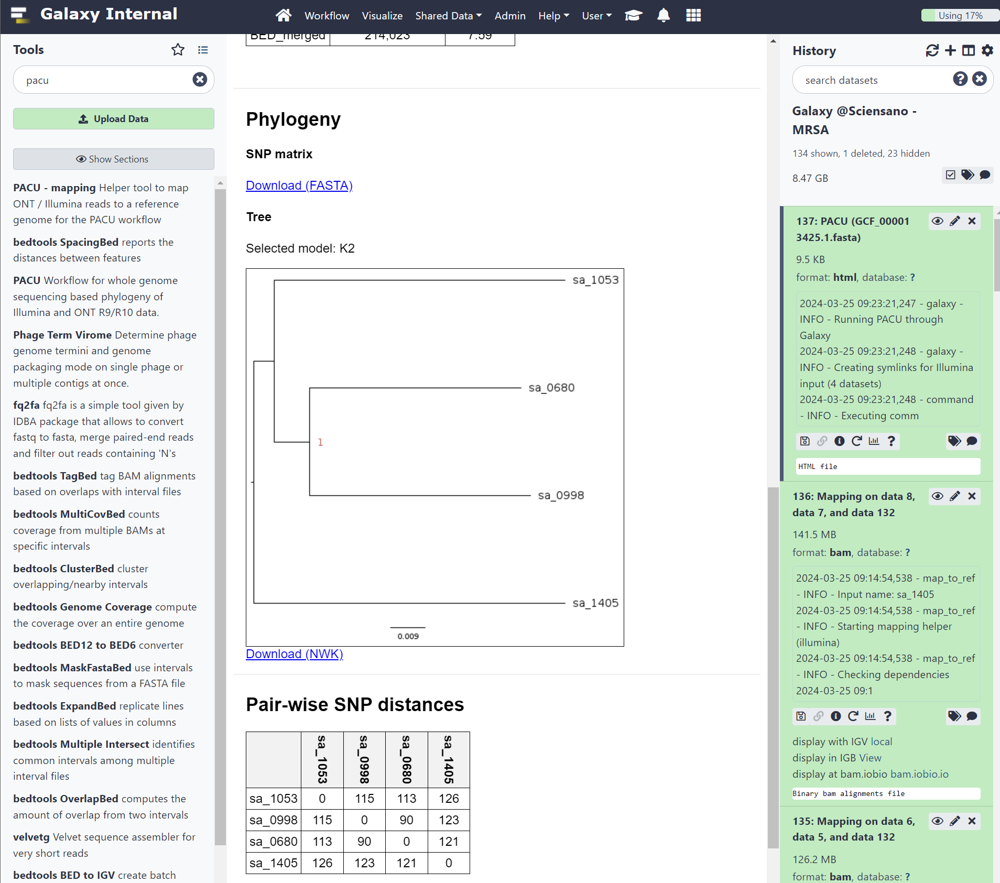 Galaxy Internal
Workflow Visualize Shared Data Admin Help User
Using 17%
Tools
pacu
Upload Data
Show Sections
PACU - mapping Helper tool to map
ONT / Illumina reads to a reference
genome for the PACU workflow
bedtools SpacingBed reports the
distances between features
PACU Workflow for whole genome
sequencing based phylogeny of
Illumina and ONT R9/R10 data.
Phage Term Virome Determine phage
genome termini and genome
packaging mode on single phage or
multiple contigs at once.
fq2fa fq2fa is a simple tool given by
IDBA package that allows to convert
fastq to fasta, merge paired-end reads
and filter out reads containing 'N's
bedtools TagBed tag BAM alignments
based on overlaps with interval files
bedtools MultiCovBed counts
coverage from multiple BAMs at
specific intervals
bedtools ClusterBed cluster
overlapping/nearby intervals
bedtools Genome Coverage compute
the coverage over an entire genome
bedtools BED12 to BED6 converter
bedtools MaskFastaBed use intervals
to mask sequences from a FASTA file
bedtools ExpandBed replicate lines
based on lists of values in columns
bedtools Multiple Intersect identifies
common intervals among multiple
interval files
bedtools OverlapBed computes the
amount of overlap from two intervals
velvetg Velvet sequence assembler for
very short reads
bedtools BED to IGV create batch
BED_merged 214,023 7.59
Phylogeny
SNP matrix
Download (FASTA)
Tree
Selected model: K2
sa_1053
sa_0680
1
sa_0998
sa_1405
0.009
Download (NWK)
Pair-wise SNP distances
sa_1053 sa_0998 sa_0680 sa_1405
sa_1053 0 115 113 126
sa_0998 115 0 90 123
sa_0680 113 90 0 121
sa_1405 126 123 121 0
History
search datasets
Galaxy @Sciensano -
MRSA
134 shown, 1 deleted, 23 hidden
8.47 GB
137: PACU (GCF_00001
3425.1.fasta)
9.5 KB
format: html, database: ?
2024-03-25 09:23:21,247 - galaxy -
INFO - Running PACU through
Galaxy
2024-03-25 09:23:21,248 - galaxy -
INFO - Creating symlinks for Illumina
input (4 datasets)
2024-03-25 09:23:21,248 - command
- INFO - Executing comm
HTML file
136: Mapping on data 8,
data 7, and data 132
141.5 MB
format: bam, database: ?
2024-03-25 09:14:54,538 - map_to_ref
- INFO - Input name: sa_1405
2024-03-25 09:14:54,538 - map_to_ref
- INFO - Starting mapping helper
(illumina)
2024-03-25 09:14:54,538 - map_to_ref
- INFO - Checking dependencies
2024-03-25 09:1
display with IGV local
display in IGB View
display at bam.iobio bam.iobio.io
Binary bam alignments file
135: Mapping on data 6,
data 5, and data 132
126.2 MB
format: bam, database: ?